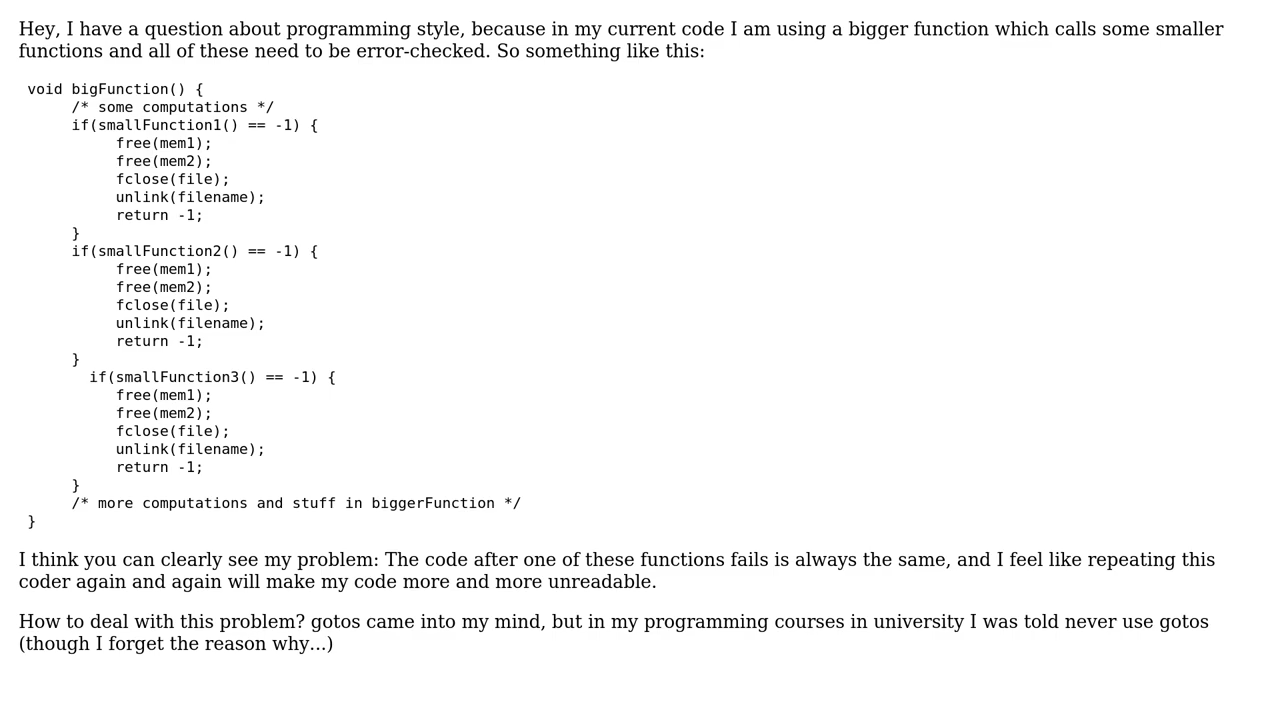 Hey, I have a question about programming style, because in my current code I am using a bigger function which calls some smaller
functions and all of these need to be error-checked. So something like this:
void bigFunction() {
     /* some computations */
     if(smallFunction1() == -1) {
          free(mem1);
          free(mem2);
          fclose(file);
          unlink(filename);
          return -1;
     }
     if(smallFunction2() == -1) {
          free(mem1);
          free(mem2);
          fclose(file);
          unlink(filename);
          return -1;
     }
       if(smallFunction3() == -1) {
          free(mem1);
          free(mem2);
          fclose(file);
          unlink(filename);
          return -1;
     }
     /* more computations and stuff in biggerFunction */
}
I think you can clearly see my problem: The code after one of these functions fails is always the same, and I feel like repeating this
coder again and again will make my code more and more unreadable.
How to deal with this problem? gotos came into my mind, but in my programming courses in university I was told never use gotos
(though I forget the reason why...)